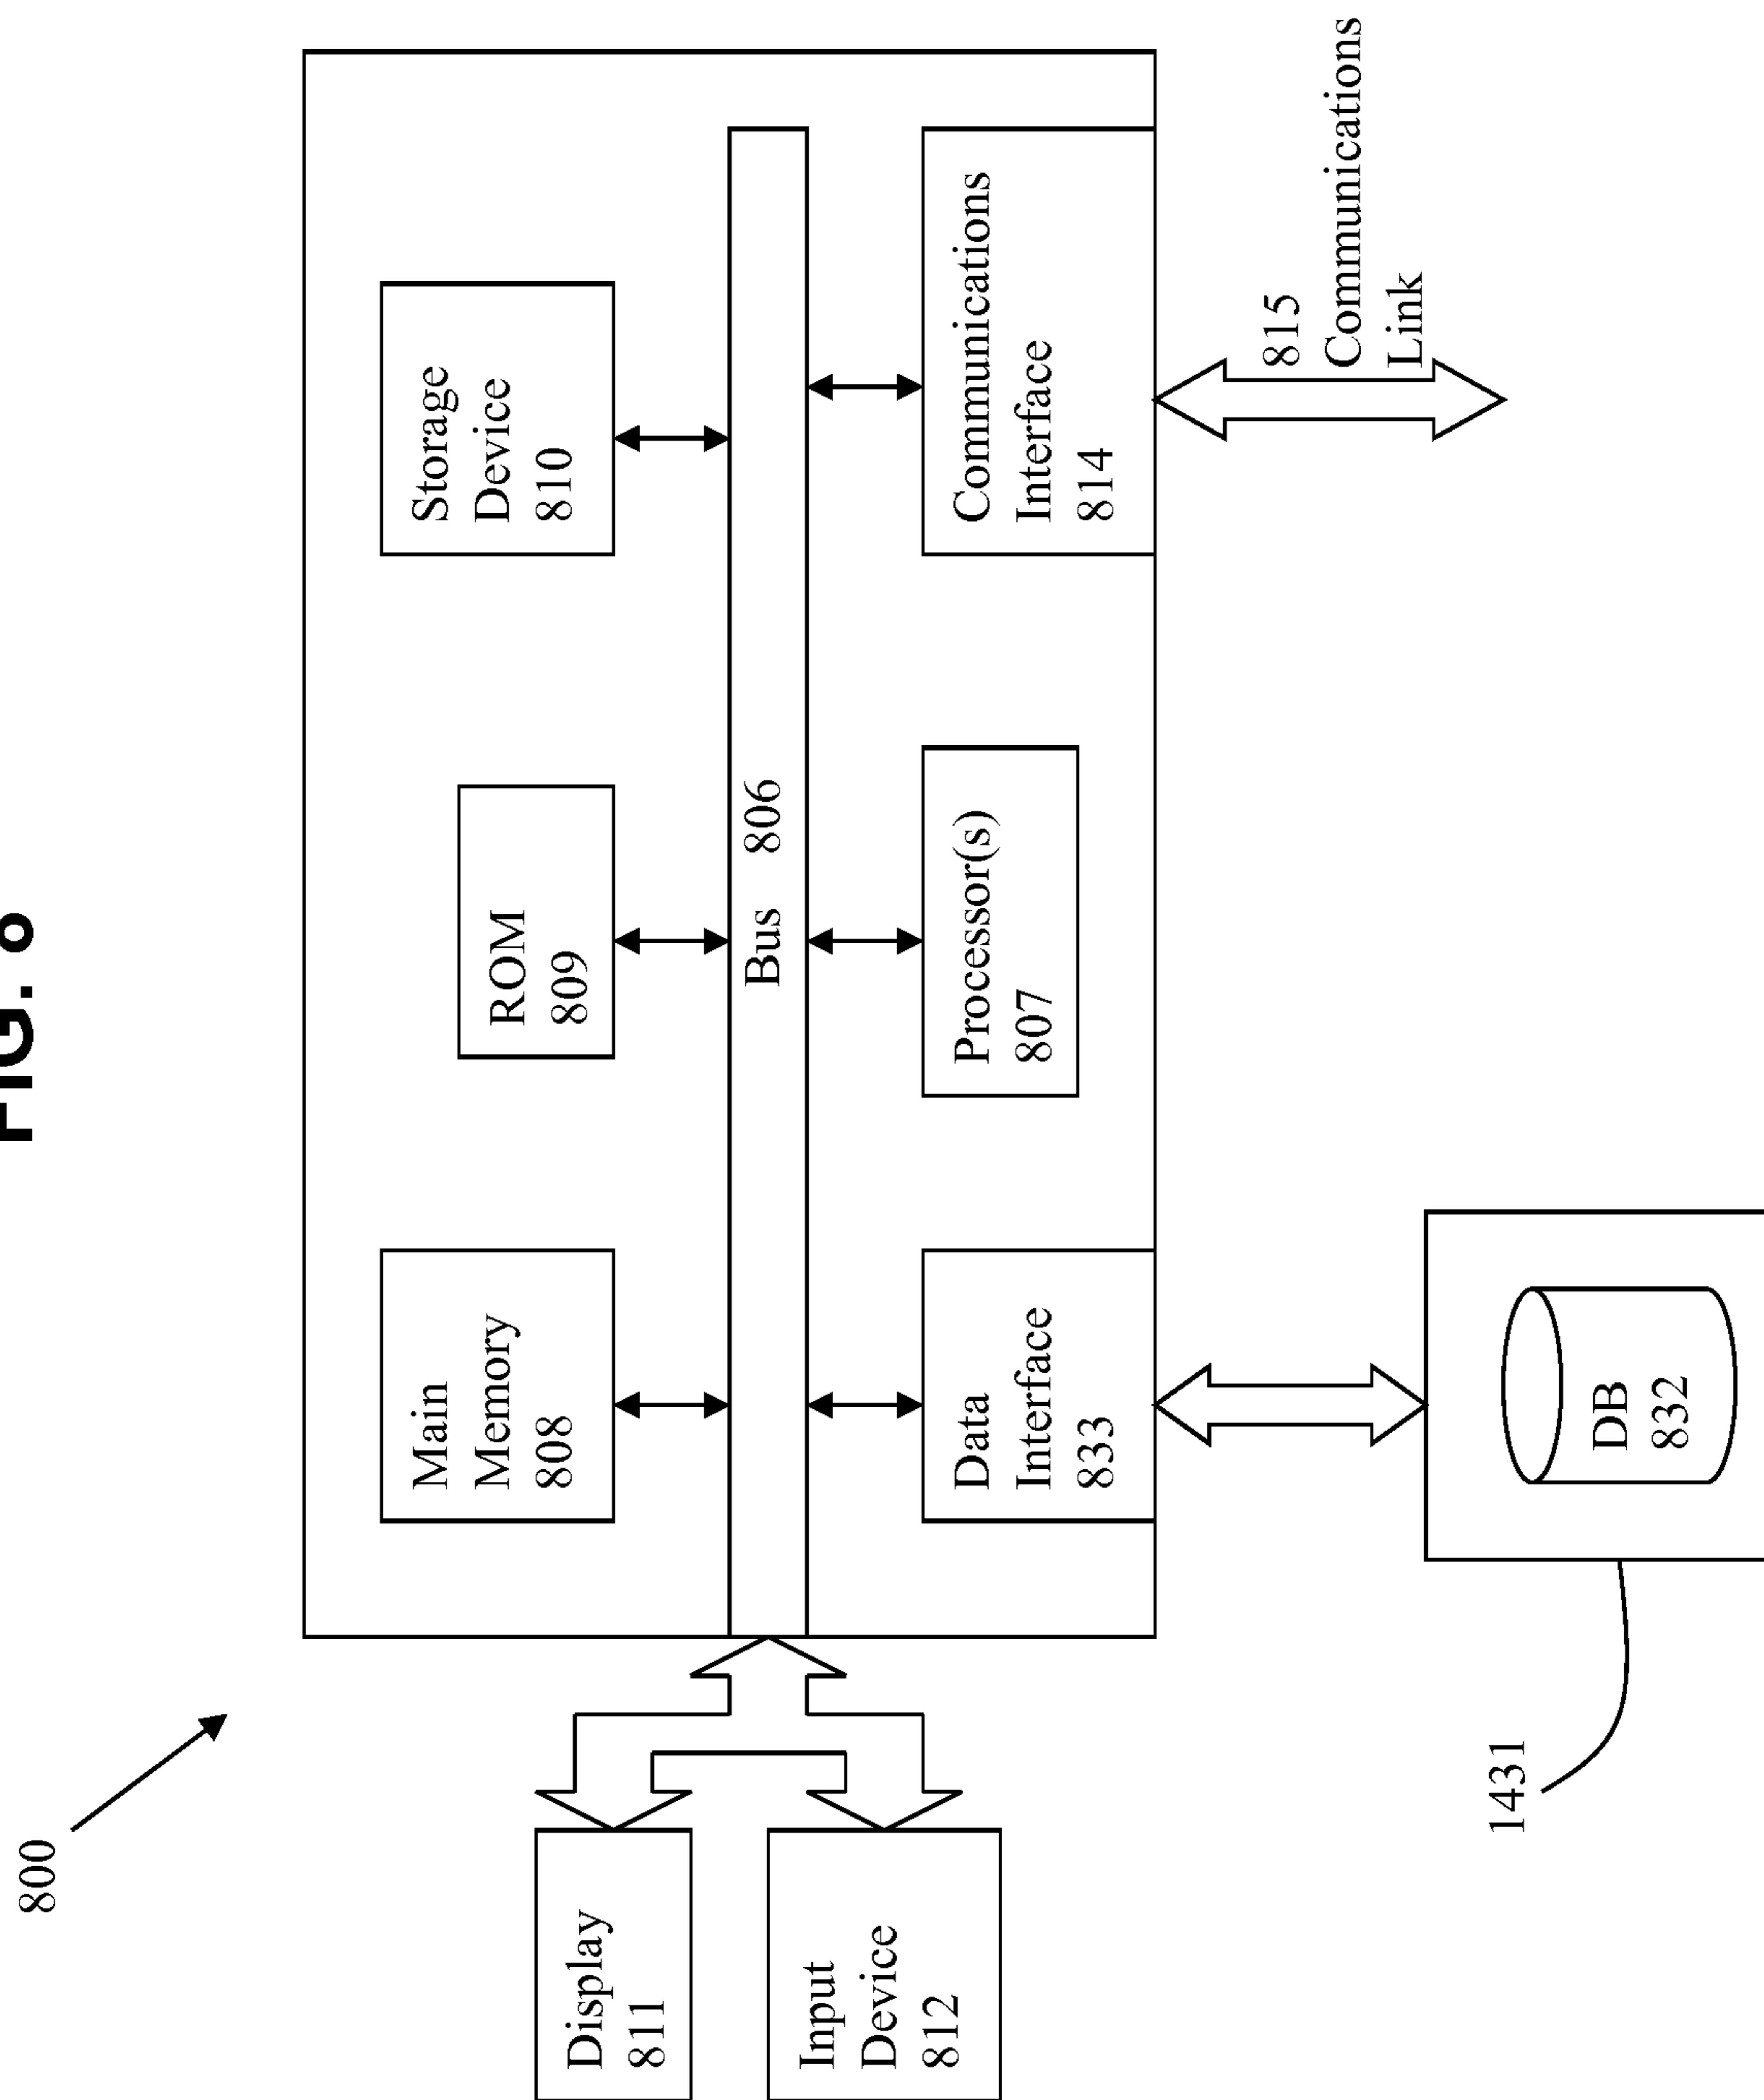 FIG. 8
800
Main
Memory
808
ROM
809
Storage
Device
810
Display
811
Bus 806
Input
Device
812
Data
Interface
833
Processor(s)
807
Communications
Interface
814
815
Communications
Link
1431
DB
832